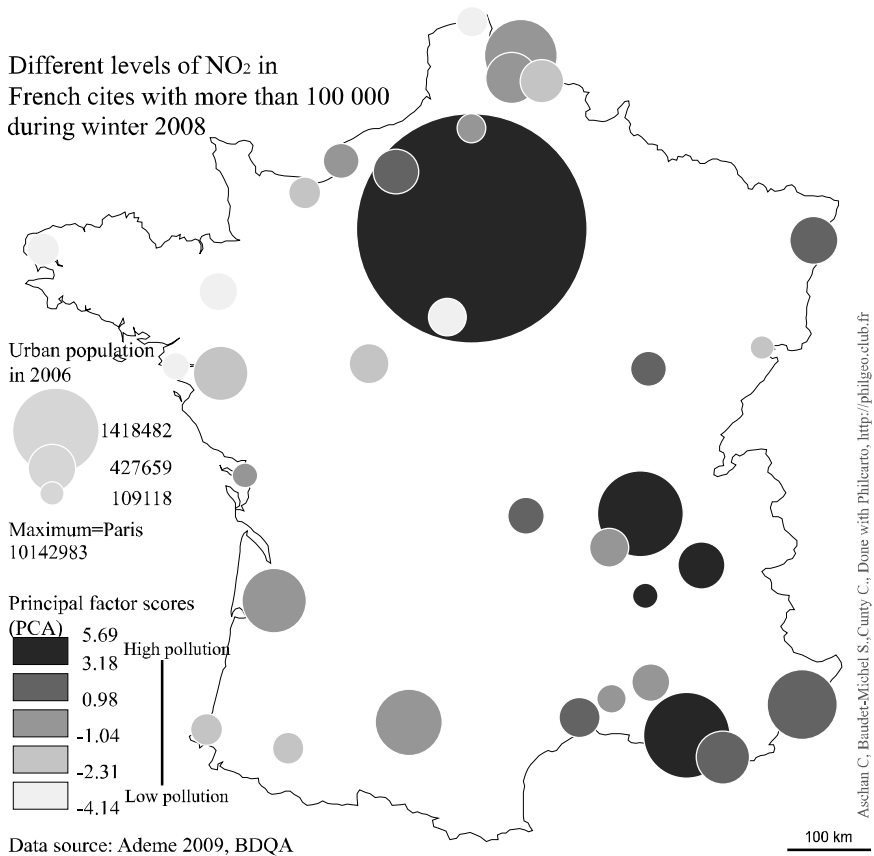 Different levels of NO2 in
French cites with more than 100 000
during winter 2008
Urban population
in 2006
1418482
427659
109118
Maximum=Paris
10142983
Principal factor scores
(PCA)
5.69
High pollution
3.18
0.98
-1.04
-2.31
Low pollution
-4.14
Data source: Ademe 2009, BDQA
100 km
Aschan C, Baudet-Michel S.,Cunty C., Done with Philcarto, http://philgeo.club.fr